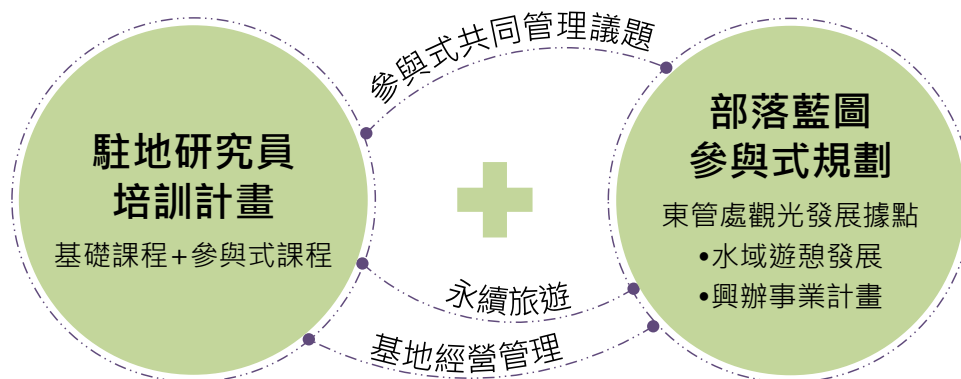 參與式共同管理議題
駐地研究員
培訓計畫
基礎課程+參與式課程
部落藍圖
參與式規劃
東管處觀光發展據點
•水域遊憩發展
•興辦事業計畫
永續旅遊
基地經營管理